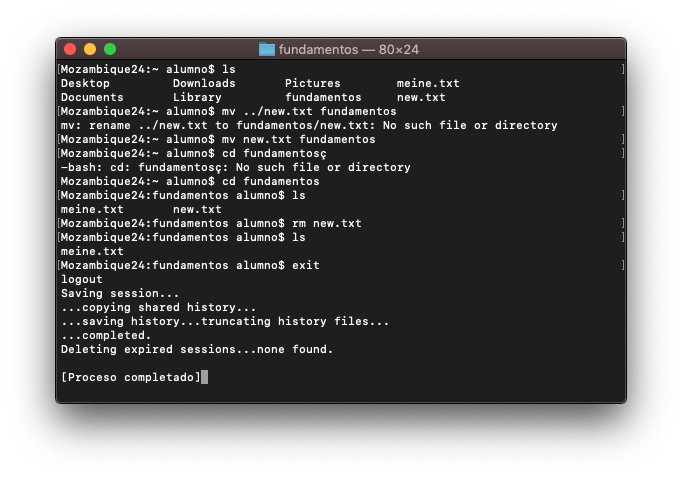 fundamentos — 80×24
[Mozambique24:~ alumno$ ls ]
Desktop Downloads Pictures meine.txt
Documents Library fundamentos new.txt
[Mozambique24:~ alumno$ mv ../new.txt fundamentos ]
mv: rename ../new.txt to fundamentos/new.txt: No such file or directory
[Mozambique24:~ alumno$ mv new.txt fundamentos ]
[Mozambique24:~ alumno$ cd fundamentosç ]
-bash: cd: fundamentosç: No such file or directory
Mozambique24:~ alumno$ cd fundamentos
[Mozambique24:fundamentos alumno$ ls ]
meine.txt new.txt
[Mozambique24:fundamentos alumno$ rm new.txt ]
[Mozambique24:fundamentos alumno$ ls ]
meine.txt
[Mozambique24:fundamentos alumno$ exit ]
logout
Saving session...
...copying shared history...
...saving history...truncating history files...
...completed.
Deleting expired sessions...none found.
[Proceso completado]